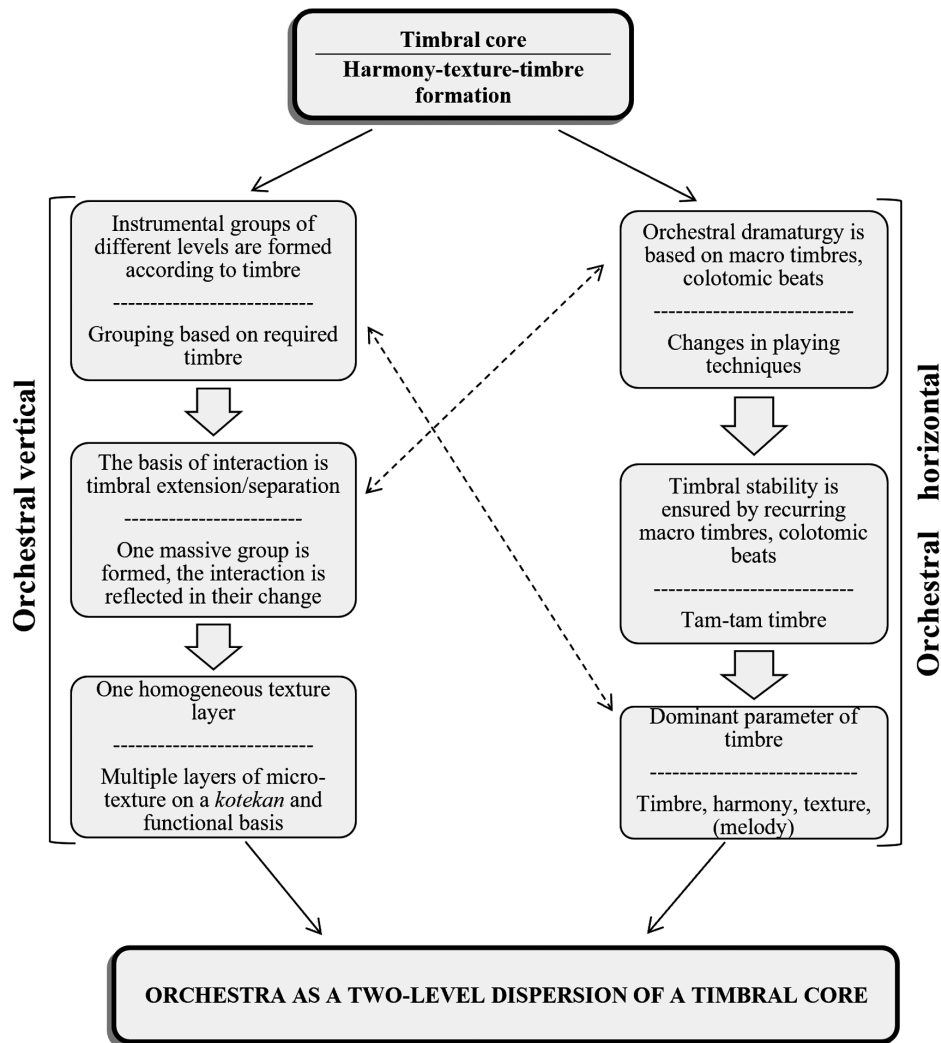 Timbral core
Harmony-texture-timbre
formation
Orchestral vertical
Instrumental groups of
different levels are formed
according to timbre
---------------------------
Grouping based on required
timbre
The basis of interaction is
timbral extension/separation
------------------------
One massive group is
formed, the interaction is
reflected in their change
One homogeneous texture
layer
---------------------------
Multiple layers of micro-
texture on a kotekan and
functional basis
Orchestral dramaturgy is
based on macro timbres,
colotomic beats
---------------------------
Changes in playing
techniques
Timbral stability is
ensured by recurring
macro timbres, colotomic
beats
---------------------------
Tam-tam timbre
Dominant parameter of
timbre
----------------------------
Timbre, harmony, texture,
(melody)
Orchestral horizontal
ORCHESTRA AS A TWO-LEVEL DISPERSION OF A TIMBRAL CORE